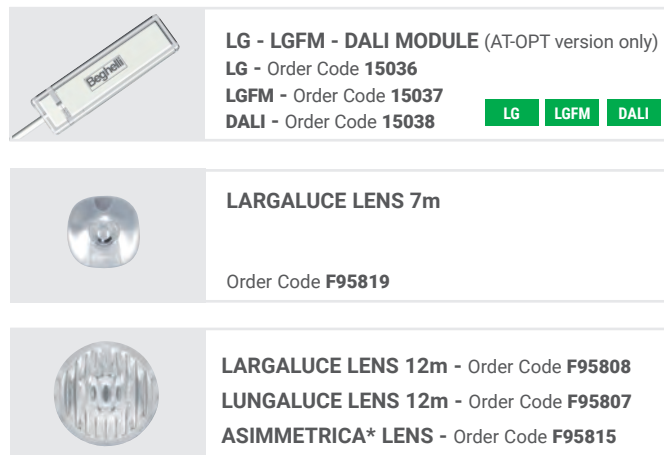 Beghelli
LG - LGFM - DALI MODULE (AT-OPT version only)
LG - Order Code 15036
LGFM - Order Code 15037
DALI - Order Code 15038
LG LGFM DALI
LARGALUCE LENS 7m
Order Code F95819
LARGALUCE LENS 12m - Order Code F95808
LUNGALUCE LENS 12m - Order Code F95807
ASIMMETRICA* LENS - Order Code F95815